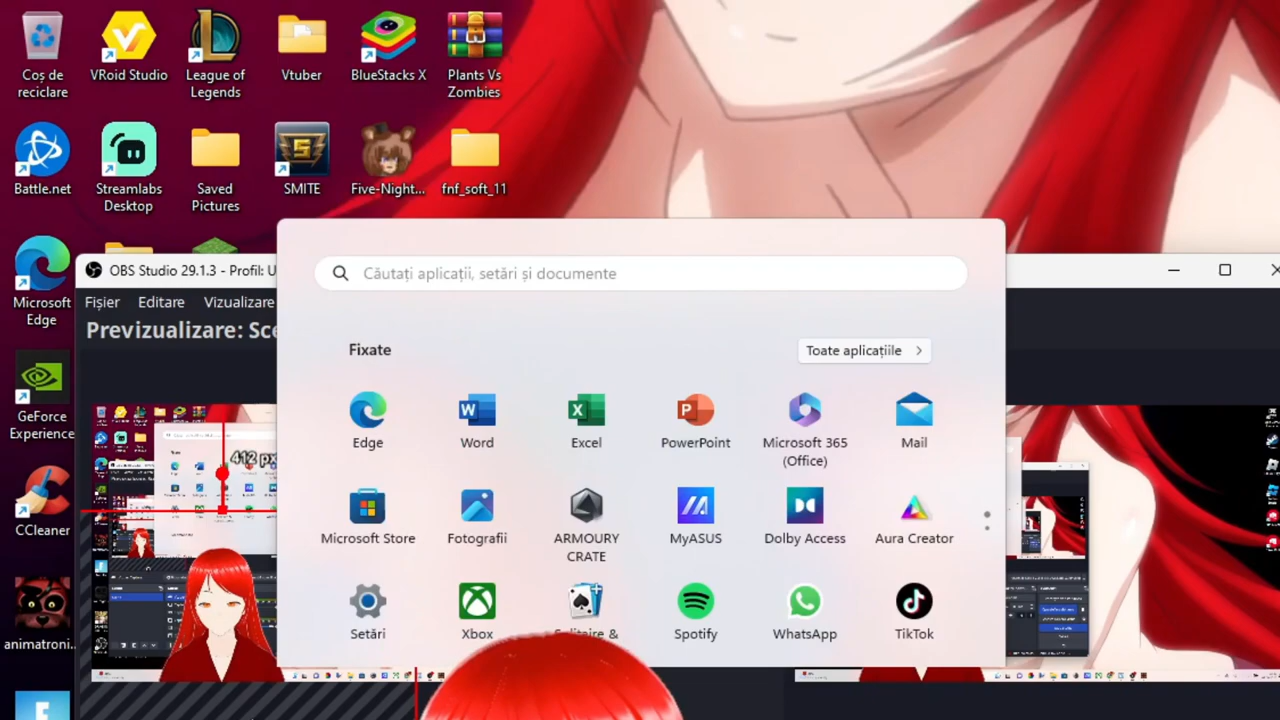 Coș de
reciclare
VRoid Studio
League of
Legends
Vtuber
BlueStacks X
Plants Vs
Zombies
Battle.net
Streamlabs
Desktop
Saved
Pictures
SMITE
Five-Night...
fnf_soft_11
Microsoft
Edge
GeForce
Experience
CCleaner
animatroni...
OBS Studio 29.1.3 - Profil: U
Fișier Editare Vizualizare
Previzualizare: Sce
412 px
Căutați aplicații, setări și documente
Fixate
Toate aplicațiile
Edge
Word
Excel
PowerPoint
Microsoft 365
(Office)
Mail
Microsoft Store
Fotografii
ARMOURY
CRATE
MyASUS
Dolby Access
Aura Creator
Setări
Xbox
Solitaire &
Spotify
WhatsApp
TikTok